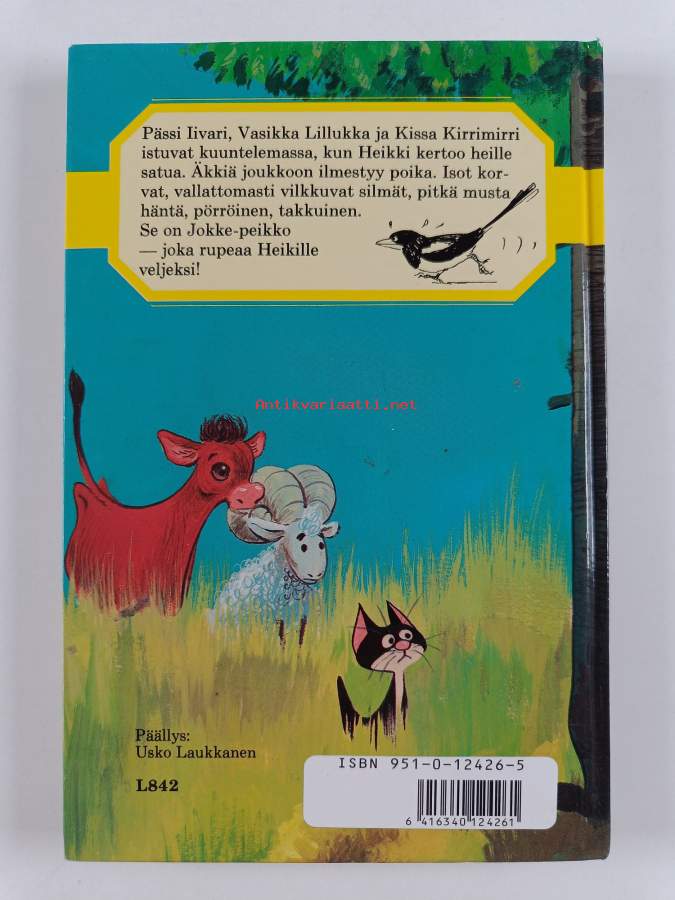 Pässi Iivari, Vasikka Lillukka ja Kissa Kirrimirri
istuvat kuuntelemassa, kun Heikki kertoo heille
satua. Äkkiä joukkoon ilmestyy poika. Isot kor-
vat, vallattomasti vilkkuvat silmät, pitkä musta
häntä, pörröinen, takkuinen.
Se on Jokke-peikko
— joka rupeaa Heikille
veljeksi!
Antikvariaatti.net
Päällys:
Usko Laukkanen
L842
ISBN 951-0-12426-5
6 416340 124261